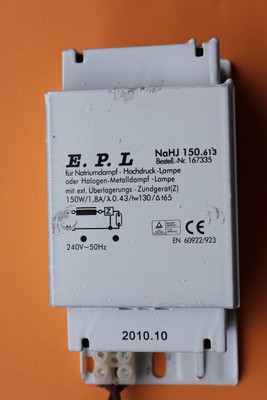 E. P. L
NaHJ 150.613
Bestell.-Nr. 167335
für Natriumdampf - Hochdruck -Lampe
oder Halogen -Metalldampf -Lampe
mit ext. Überlagerungs - Zündgerät(Z)
150W/1,8A/λ 0.43/tw130/Δt65
Z
240V~50Hz
CE
EN 60922/923
2010.10